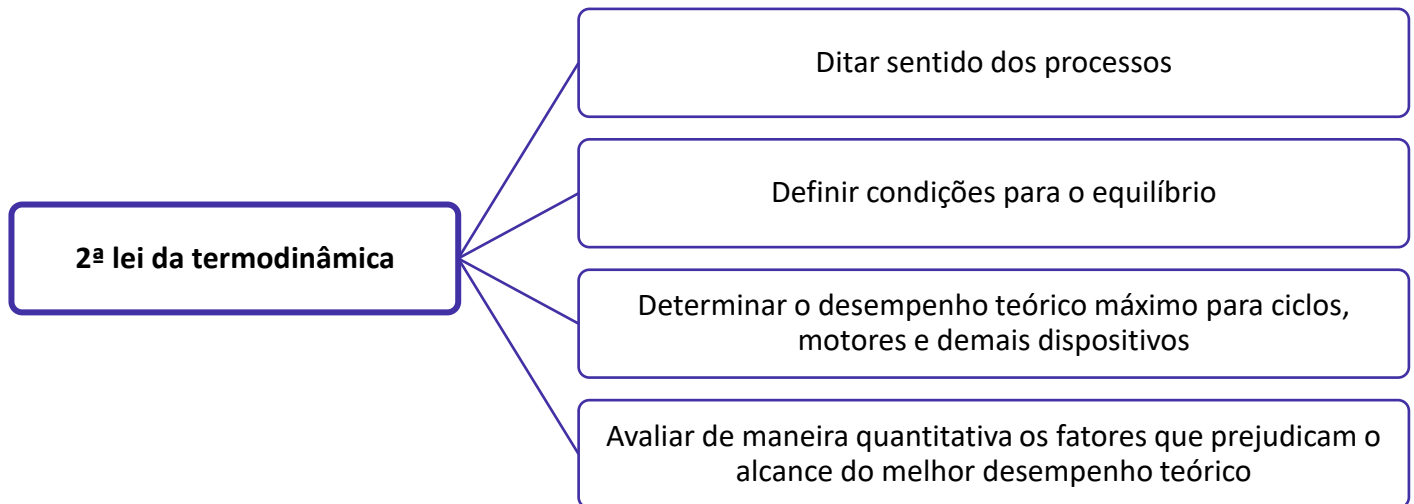 Ditar sentido dos processos
Definir condições para o equilíbrio
2ª lei da termodinâmica
Determinar o desempenho teórico máximo para ciclos,
motores e demais dispositivos
Avaliar de maneira quantitativa os fatores que prejudicam o
alcance do melhor desempenho teórico